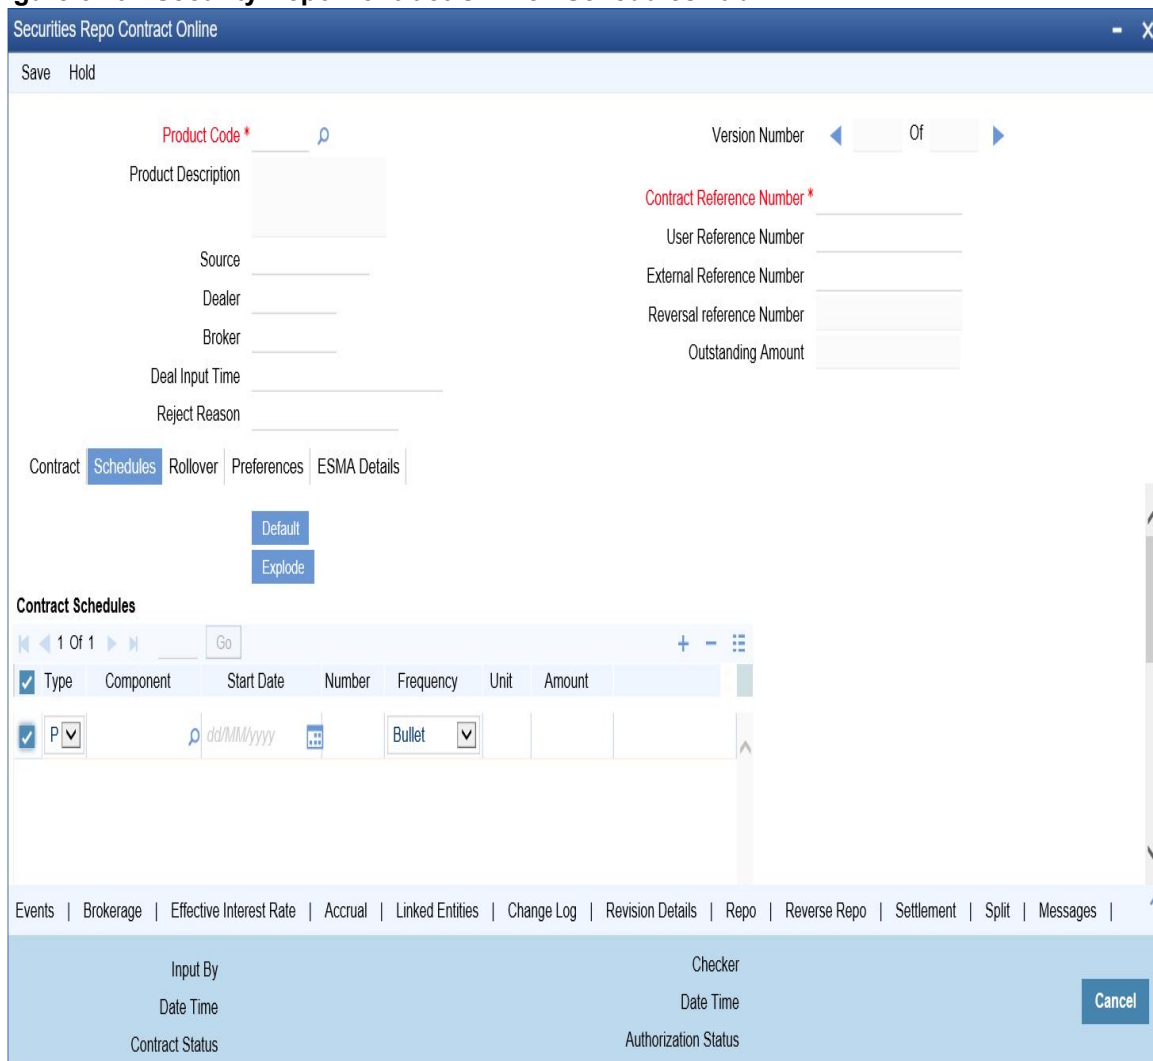 Securities Repo Contract Online
Save Hold
Product Code *
Product Description
Source
Dealer
Broker
Deal Input Time
Reject Reason
Version Number Of
Contract Reference Number *
User Reference Number
External Reference Number
Reversal reference Number
Outstanding Amount
Contract Schedules Rollover Preferences ESMA Details
Default
Explode
Contract Schedules
1 Of 1 Go
Type Component Start Date Number Frequency Unit Amount
P dd/MM/yyyy Bullet
Events | Brokerage | Effective Interest Rate | Accrual | Linked Entities | Change Log | Revision Details | Repo | Reverse Repo | Settlement | Split | Messages |
Input By
Date Time
Contract Status
Checker
Date Time
Authorization Status
Cancel